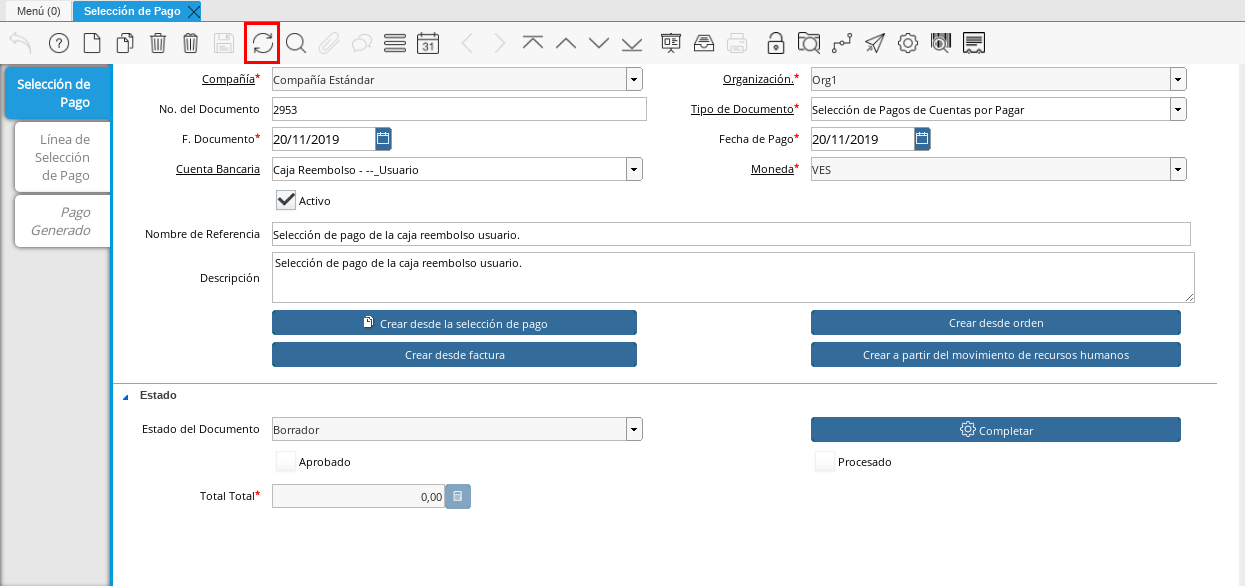 Menú (0)
Selección de Pago
31
Selección de
Pago
Línea de
Selección
de Pago
Pago
Generado
Compañía* Compañía Estándar
Organización.* Org1
No. del Documento 2953
Tipo de Documento* Selección de Pagos de Cuentas por Pagar
F. Documento* 20/11/2019
Fecha de Pago* 20/11/2019
Cuenta Bancaria Caja Reembolso - --_Usuario
Moneda* VES
Activo
Nombre de Referencia Selección de pago de la caja reembolso usuario.
Descripción Selección de pago de la caja reembolso usuario.
Crear desde la selección de pago
Crear desde orden
Crear desde factura
Crear a partir del movimiento de recursos humanos
Estado
Estado del Documento Borrador
Completar
Aprobado
Procesado
Total Total* 0,00